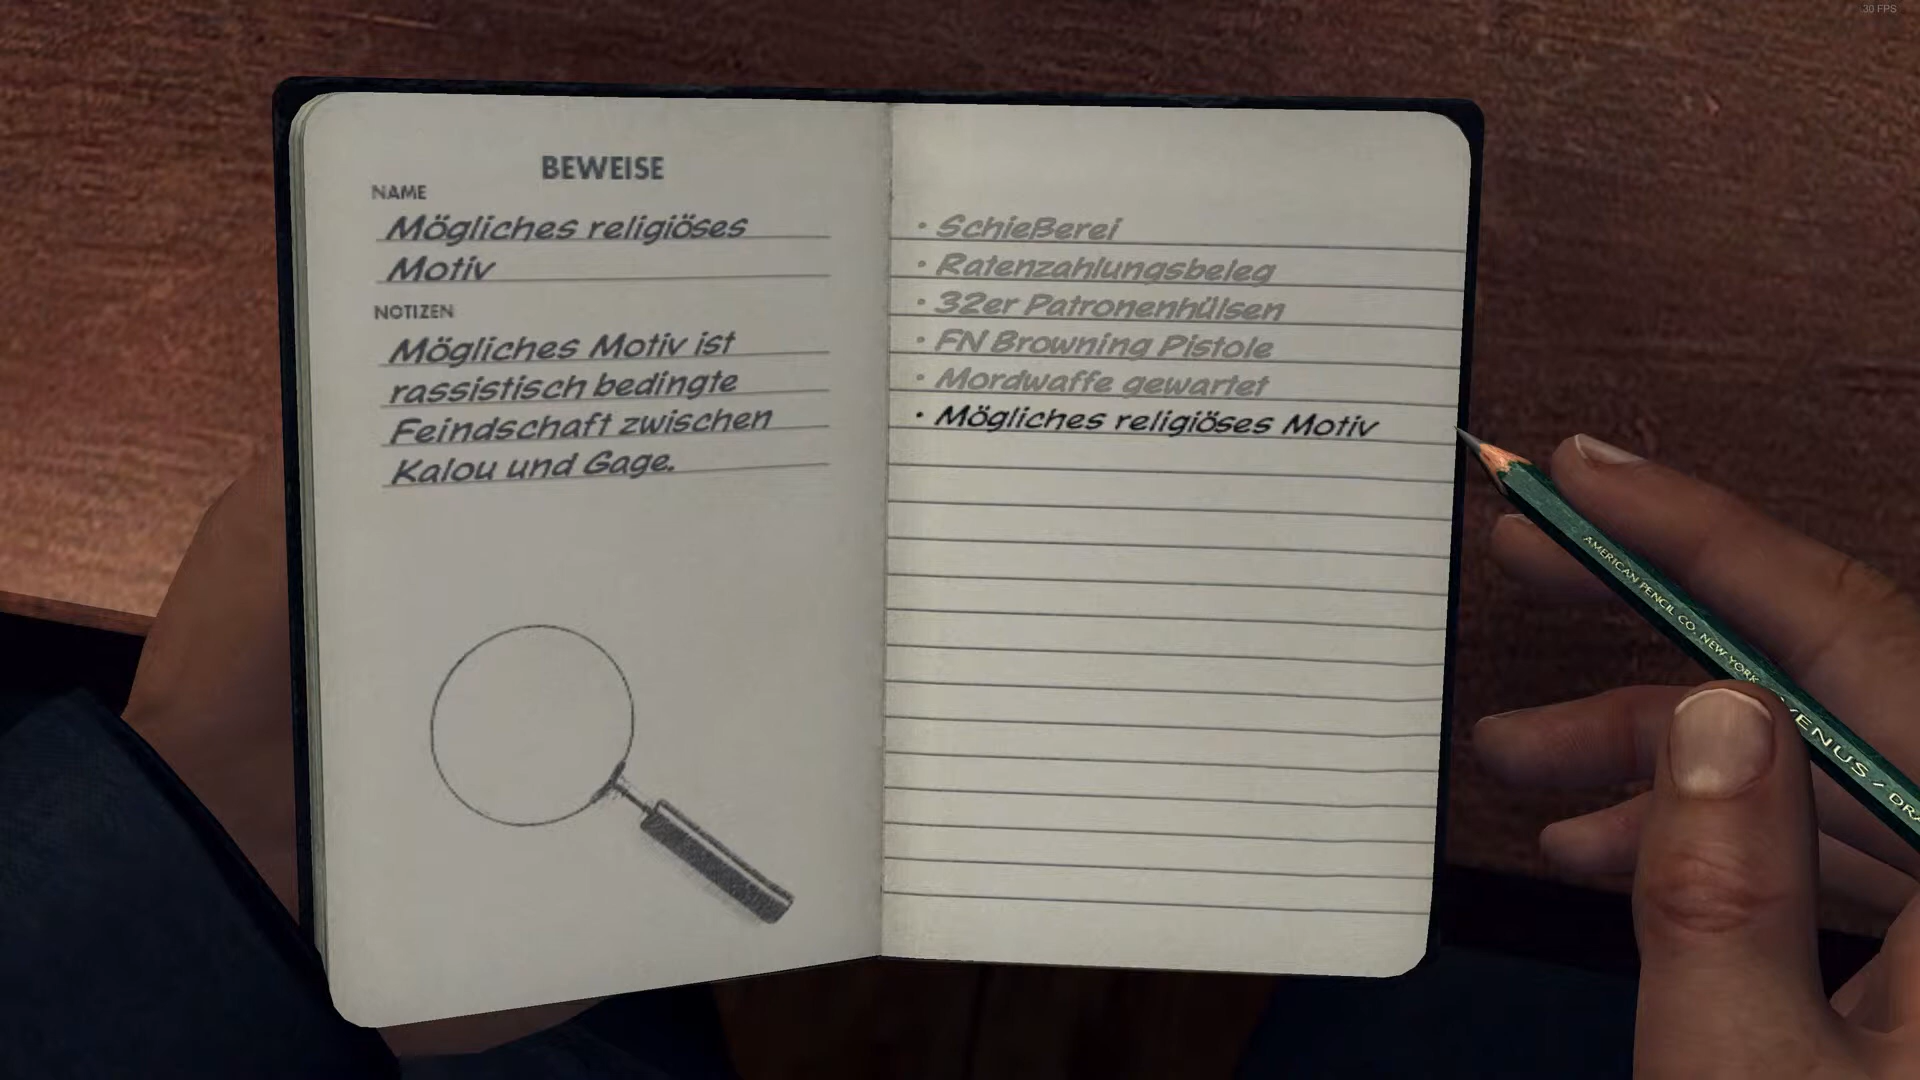 30 FPS
BEWEISE
NAME
Mögliches religiöses
Motiv
NOTIZEN
Mögliches Motiv ist
rassistisch bedingte
Feindschaft zwischen
Kalou und Gage.
• Schießerei
• Ratenzahlungsbeleg
• 32er Patronenhülsen
• FN Browning Pistole
• Mordwaffe gewartet
• Mögliches religiöses Motiv
AMERICAN PENCIL CO. NEW YORK
VENUS / DRA